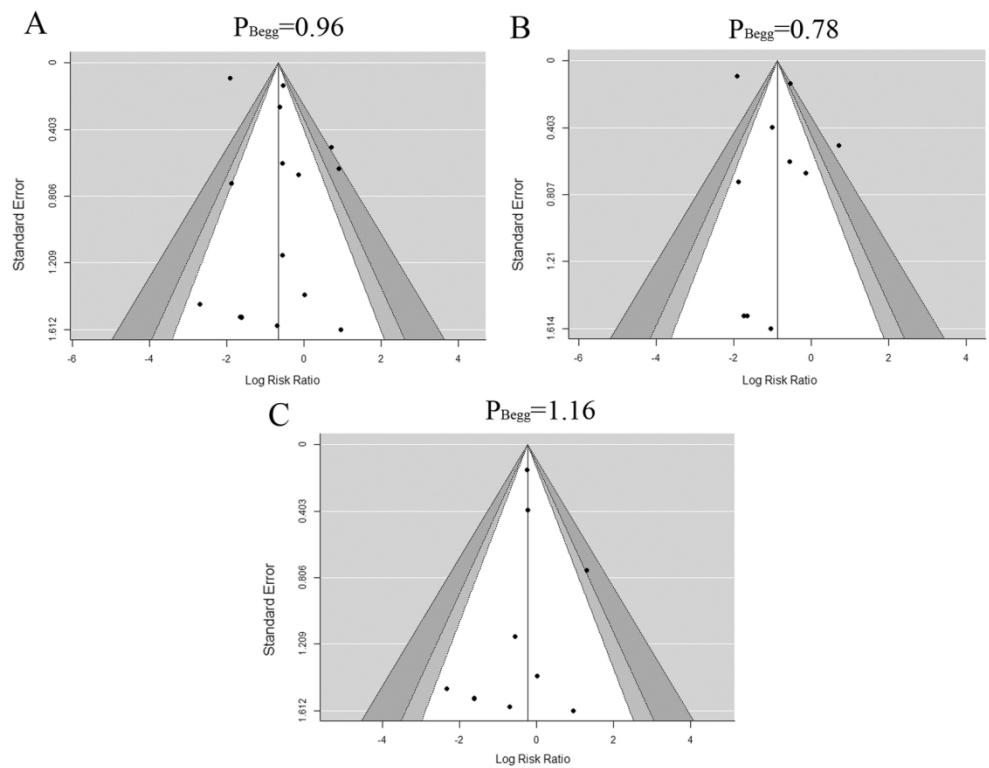 A
P_Begg=0.96
0
0.403
0.806
1.209
1.612
Standard Error
-6
-4
-2
0
2
4
Log Risk Ratio
B
P_Begg=0.78
0
0.403
0.807
1.21
1.614
Standard Error
-6
-4
-2
0
2
4
Log Risk Ratio
C
P_Begg=1.16
0
0.403
0.806
1.209
1.612
Standard Error
-4
-2
0
2
4
Log Risk Ratio